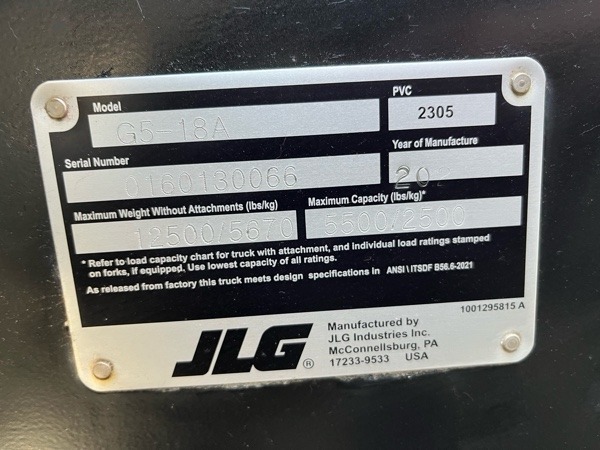 Model
G5-18A
PVC
2305
Serial Number
0160130066
Year of Manufacture
Maximum Weight Without Attachments (lbs/kg)
12500/5670
Maximum Capacity (lbs/kg)*
5500/2500
* Refer to load capacity chart for truck with attachment, and individual load ratings stamped
on forks, if equipped. Use lowest capacity of all ratings.
As released from factory this truck meets design specifications in ANSI \ ITSDF B56.6-2021
1001295815 A
JLG ®
Manufactured by
JLG Industries Inc.
McConnellsburg, PA
17233-9533 USA